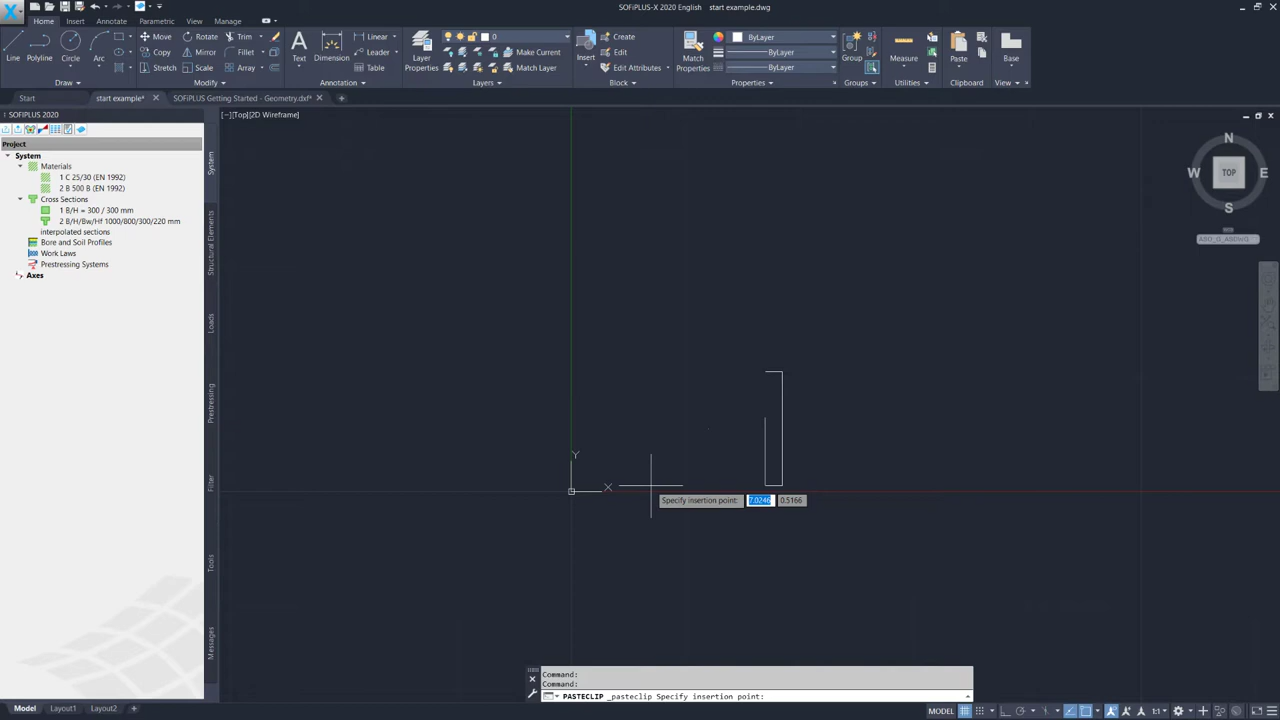 SOFiPLUS-X 2020 English start example.dwg
Home Insert Annotate Parametric View Manage
Line Polyline Circle Arc
Move Rotate Trim
Copy Mirror Fillet
Stretch Scale Array
Text Dimension
Linear
Leader
Table
Layer Properties
0
Make Current
Match Layer
Insert
Create
Edit
Edit Attributes
Match Properties
ByLayer
ByLayer
ByLayer
Group
Measure
Paste
Base
Draw Modify Annotation Layers Block Properties Groups Utilities Clipboard View
Start start example* SOFiPLUS Getting Started - Geometry.dxf*
SOFiPLUS 2020
[−][Top][2D Wireframe]
Project
System
Materials
1 C 25/30 (EN 1992)
2 B 500 B (EN 1992)
Cross Sections
1 B/H = 300 / 300 mm
2 B/H/Bw/Hf 1000/800/300/220 mm
interpolated sections
Bore and Soil Profiles
Work Laws
Prestressing Systems
Axes
System
Structural Elements
Loads
Prestressing
Filter
Tools
Messages
N
W TOP E
S
Y
X
Specify insertion point: 7.0246 0.5166
Command:
Command:
PASTECLIP _pasteclip Specify insertion point:
Model Layout1 Layout2
MODEL 1:1